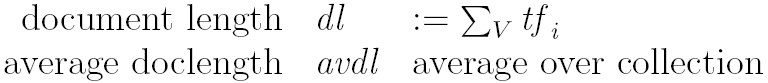 document length dl := ∑_V tf_i
average doclength avdl average over collection